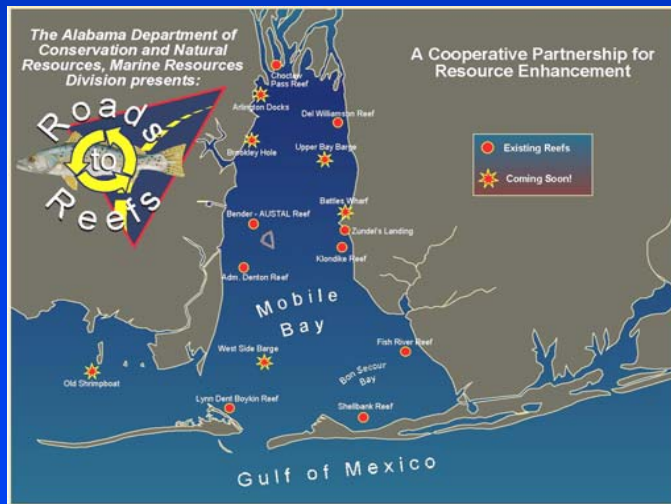 The Alabama Department of
Conservation and Natural
Resources, Marine Resources
Division presents:
Roads
to
Reefs
A Cooperative Partnership for
Resource Enhancement
Existing Reefs
Coming Soon!
Choctaw
Pass Reef
Arlington Docks
Del Williamson Reef
Brookley Hole
Upper Bay Barge
Battles Wharf
Bender - AUSTAL Reef
Zundel's Landing
Klondike Reef
Adm. Denton Reef
Mobile
Bay
West Side Barge
Fish River Reef
Bon Secour
Bay
Old Shrimpboat
Lynn Dent Boykin Reef
Shellbank Reef
Gulf of Mexico